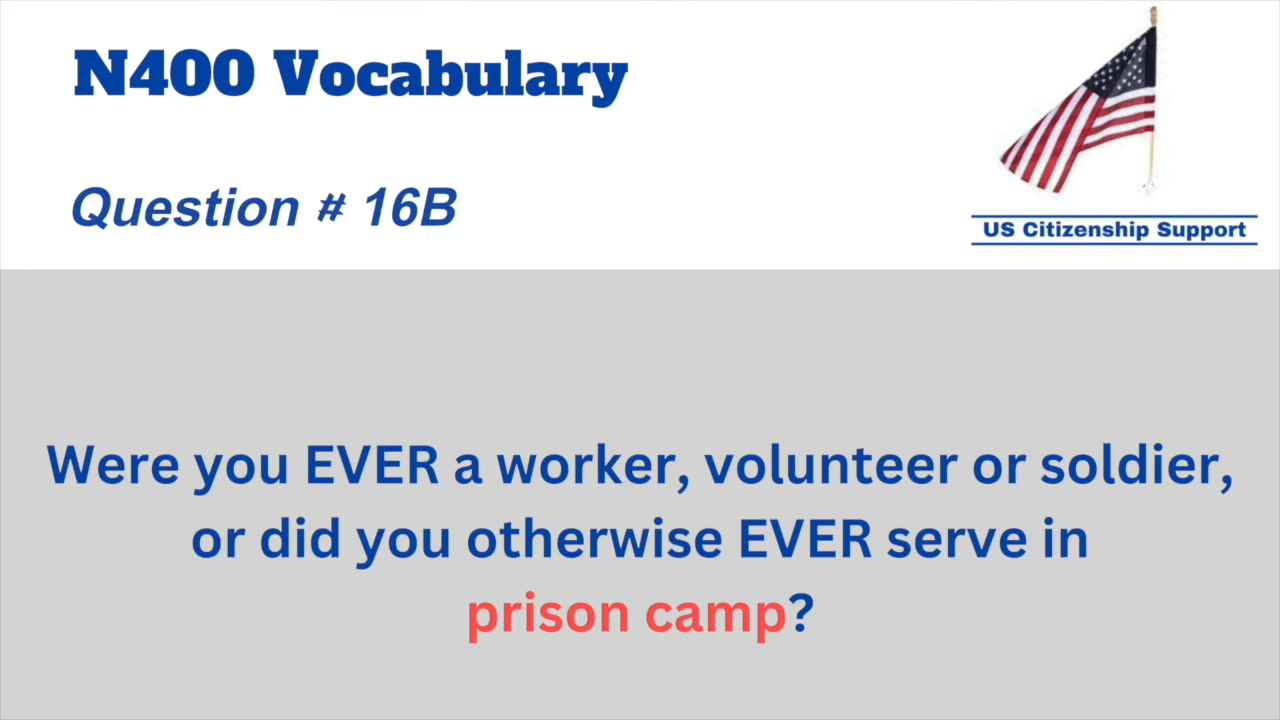 N400 Vocabulary
Question # 16B
US Citizenship Support
Were you EVER a worker, volunteer or soldier,
or did you otherwise EVER serve in
prison camp?